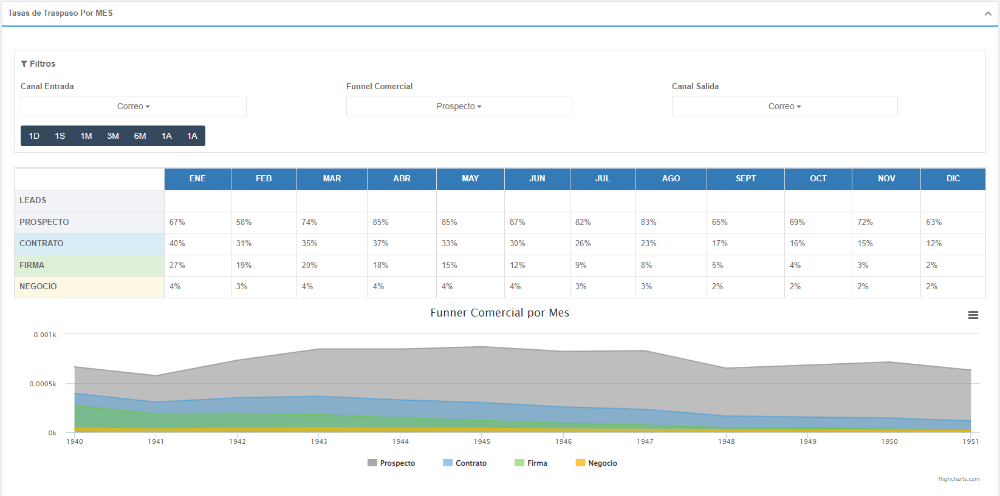 Tasas de Traspaso Por MES
Filtros
Canal Entrada Funnel Comercial Canal Salida
Correo Prospecto Correo
1D 1S 1M 3M 6M 1A 1A
ENE FEB MAR ABR MAY JUN JUL AGO SEPT OCT NOV DIC
LEADS
PROSPECTO 67% 58% 74% 85% 85% 87% 82% 83% 65% 69% 72% 63%
CONTRATO 40% 31% 35% 37% 33% 30% 26% 23% 17% 16% 15% 12%
FIRMA 27% 19% 20% 18% 15% 12% 9% 8% 5% 4% 3% 2%
NEGOCIO 4% 3% 4% 4% 4% 4% 3% 3% 2% 2% 2% 2%
Funner Comercial por Mes
0.001k
0.0005k
0k
1940 1941 1942 1943 1944 1945 1946 1947 1948 1949 1950 1951
Prospecto Contrato Firma Negocio
Highcharts.com